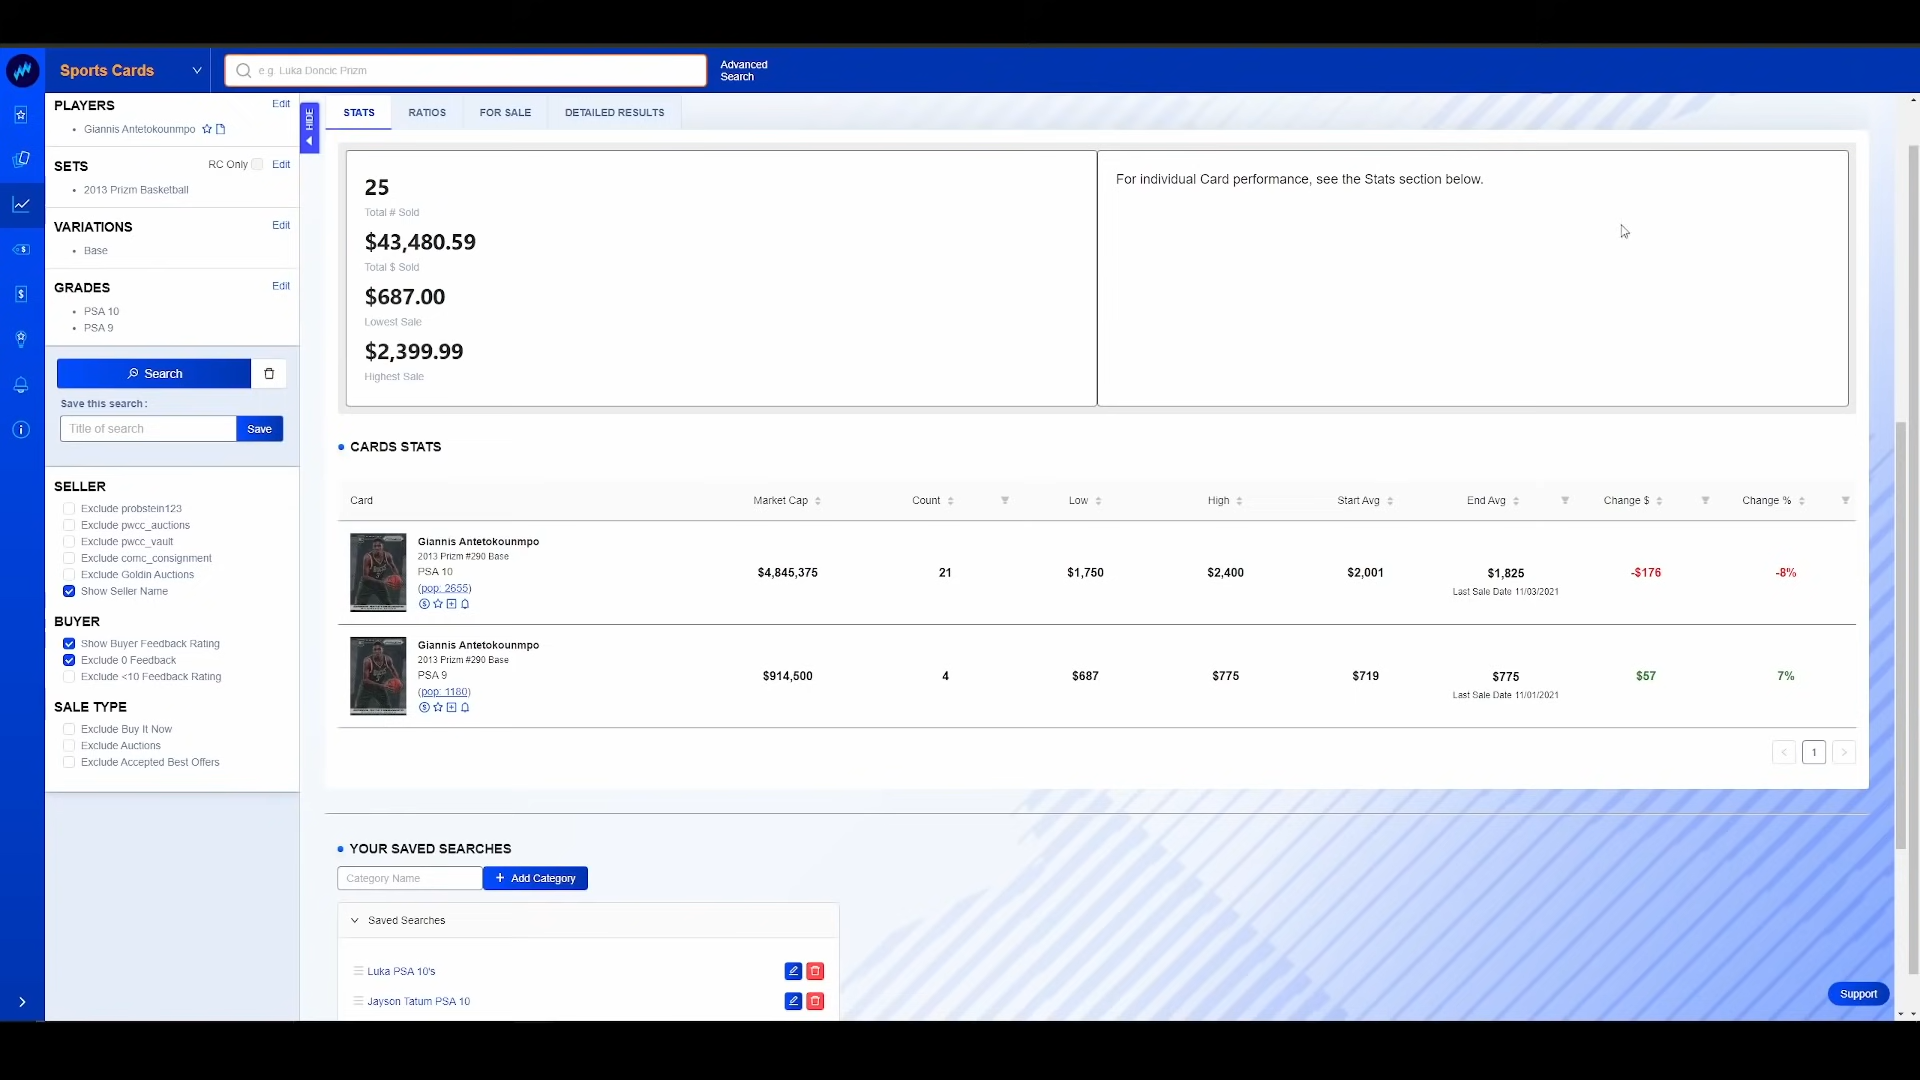 Sports Cards
e.g. Luka Doncic Prizm
Advanced
Search
PLAYERS
Edit
• Giannis Antetokounmpo
SETS
RC Only
Edit
• 2013 Prizm Basketball
VARIATIONS
Edit
• Base
GRADES
Edit
• PSA 10
• PSA 9
Search
Save this search:
Title of search
Save
SELLER
Exclude probstein123
Exclude pwcc_auctions
Exclude pwcc_vault
Exclude comc_consignment
Exclude Goldin Auctions
Show Seller Name
BUYER
Show Buyer Feedback Rating
Exclude 0 Feedback
Exclude <10 Feedback Rating
SALE TYPE
Exclude Buy It Now
Exclude Auctions
Exclude Accepted Best Offers
HIDE
STATS RATIOS FOR SALE DETAILED RESULTS
25
Total # Sold
$43,480.59
Total $ Sold
$687.00
Lowest Sale
$2,399.99
Highest Sale
For individual Card performance, see the Stats section below.
CARDS STATS
Card Market Cap Count Low High Start Avg End Avg Change $ Change %
Giannis Antetokounmpo
2013 Prizm #290 Base
PSA 10
(pop: 2655)
$4,845,375 21 $1,750 $2,400 $2,001 $1,825 -$176 -8%
Last Sale Date 11/03/2021
Giannis Antetokounmpo
2013 Prizm #290 Base
PSA 9
(pop: 1180)
$914,500 4 $687 $775 $719 $775 $57 7%
Last Sale Date 11/01/2021
1
YOUR SAVED SEARCHES
Category Name
+ Add Category
Saved Searches
Luka PSA 10's
Jayson Tatum PSA 10
Support